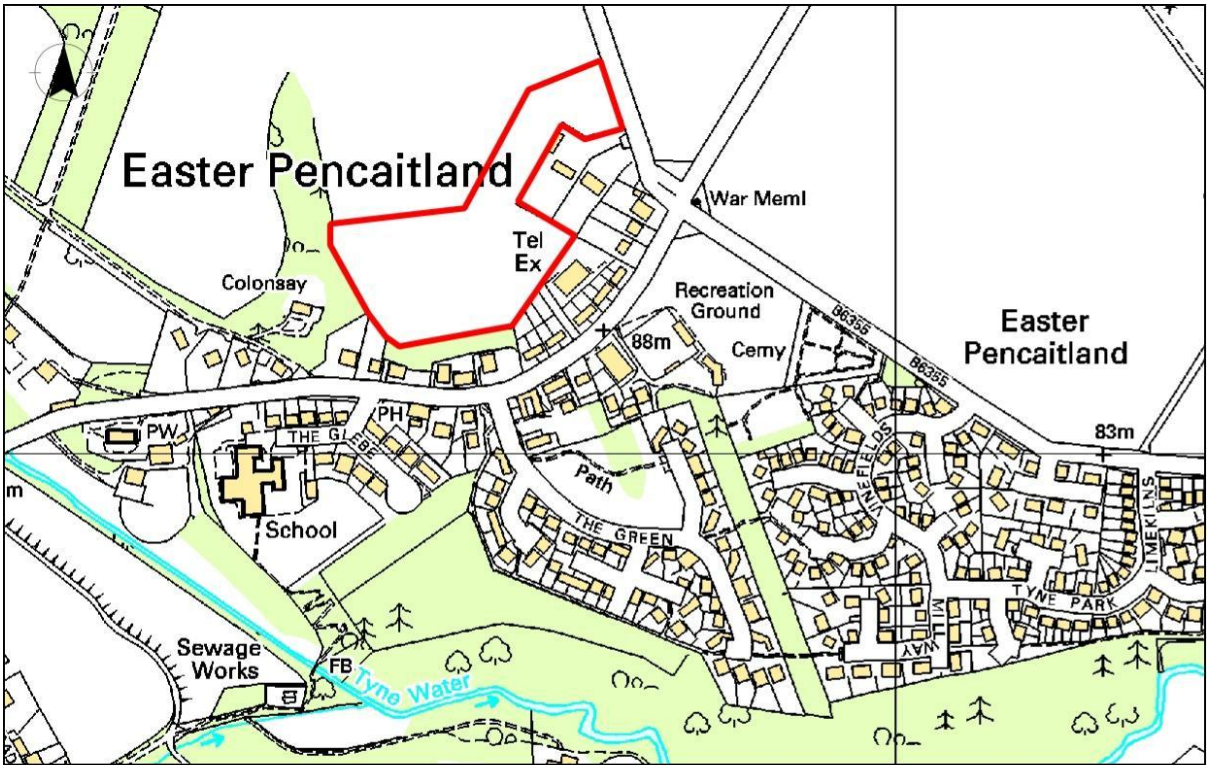 Easter Pencaitland
War Meml
Tel
Ex
Colonsay
Recreation
Ground
B6355
Easter
Pencaitland
88m
Cemy
B6355
PH
PW
THE GLEBE
83m
VINEFIELDS
Path
m
School
THE GREEN
LIMEKILNS
TYNE PARK
MILL WAY
Sewage
Works
FB
Tyne Water